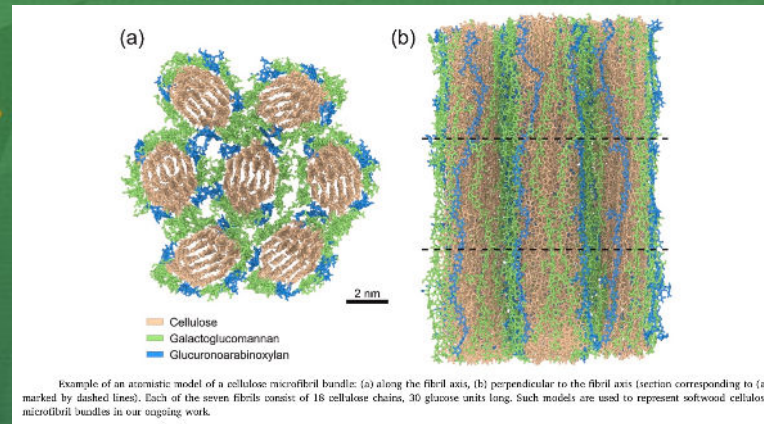 (a)
(b)
2 nm
Cellulose
Galactoglucomannan
Glucuronoarabinoxylan
Example of an atomistic model of a cellulose microfibril bundle: (a) along the fibril axis, (b) perpendicular to the fibril axis (section corresponding to (a
marked by dashed lines). Each of the seven fibrils consist of 18 cellulose chains, 30 glucose units long. Such models are used to represent softwood cellulos
microfibril bundles in our ongoing work.